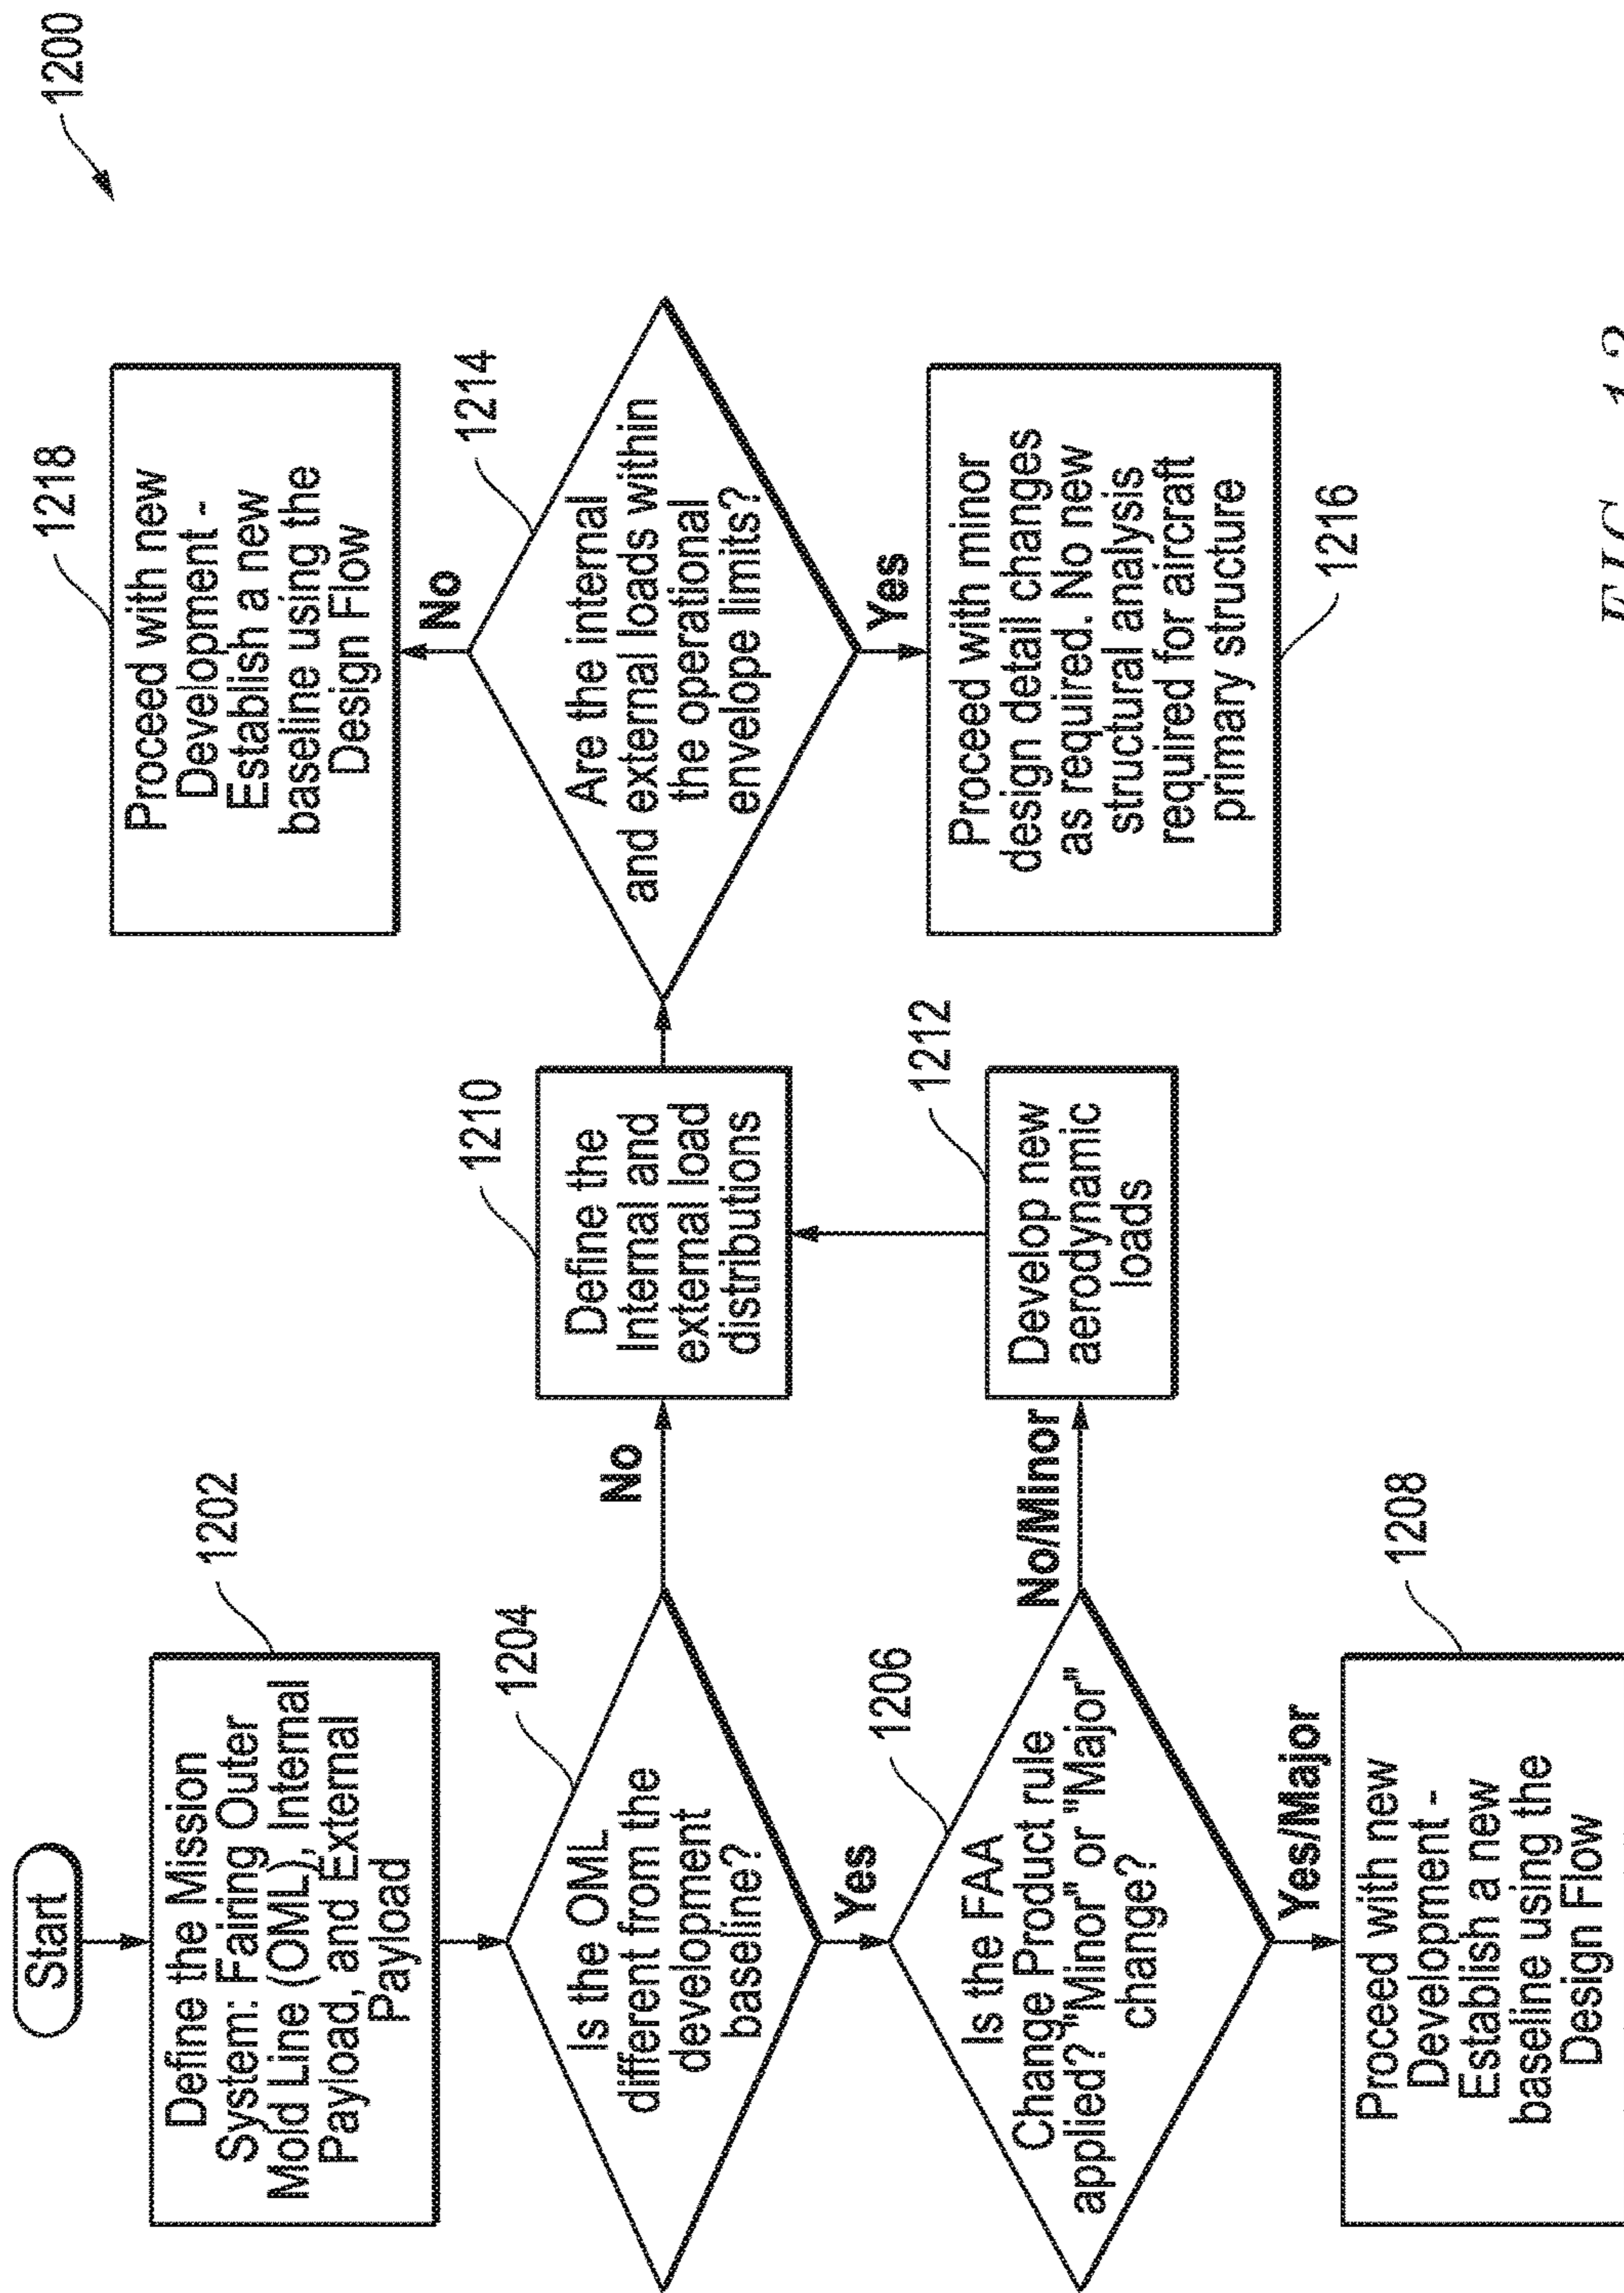 1200
Start
1202
Define the Mission
System: Fairing Outer
Mold Line (OML), Internal
Payload, and External
Payload
1204
Is the OML
different from the
development
baseline?
No
Yes
1206
Is the FAA
Change Product rule
applied? "Minor" or "Major"
change?
No/Minor
Yes/Major
1208
Proceed with new
Development -
Establish a new
baseline using the
Design Flow
1210
Define the
Internal and
external load
distributions
1212
Develop new
aerodynamic
loads
1218
Proceed with new
Development -
Establish a new
baseline using the
Design Flow
No
1214
Are the internal
and external loads within
the operational
envelope limits?
Yes
Proceed with minor
design detail changes
as required. No new
structural analysis
required for aircraft
primary structure
1216